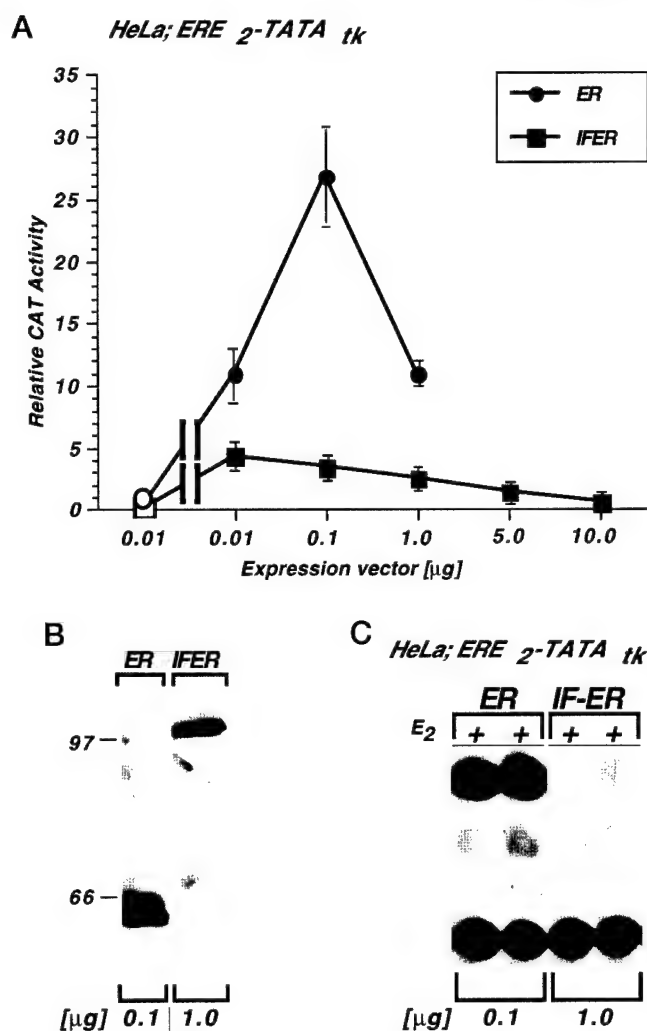 A HeLa; ERE 2-TATA tk
35
30
25
20
15
10
5
0
Relative CAT Activity
ER
IFER
0.01 0.01 0.1 1.0 5.0 10.0
Expression vector [µg]
B
ER IFER
97
66
[µg] 0.1 1.0
C HeLa; ERE 2-TATA tk
ER IF-ER
E2 + + + +
0.1 1.0